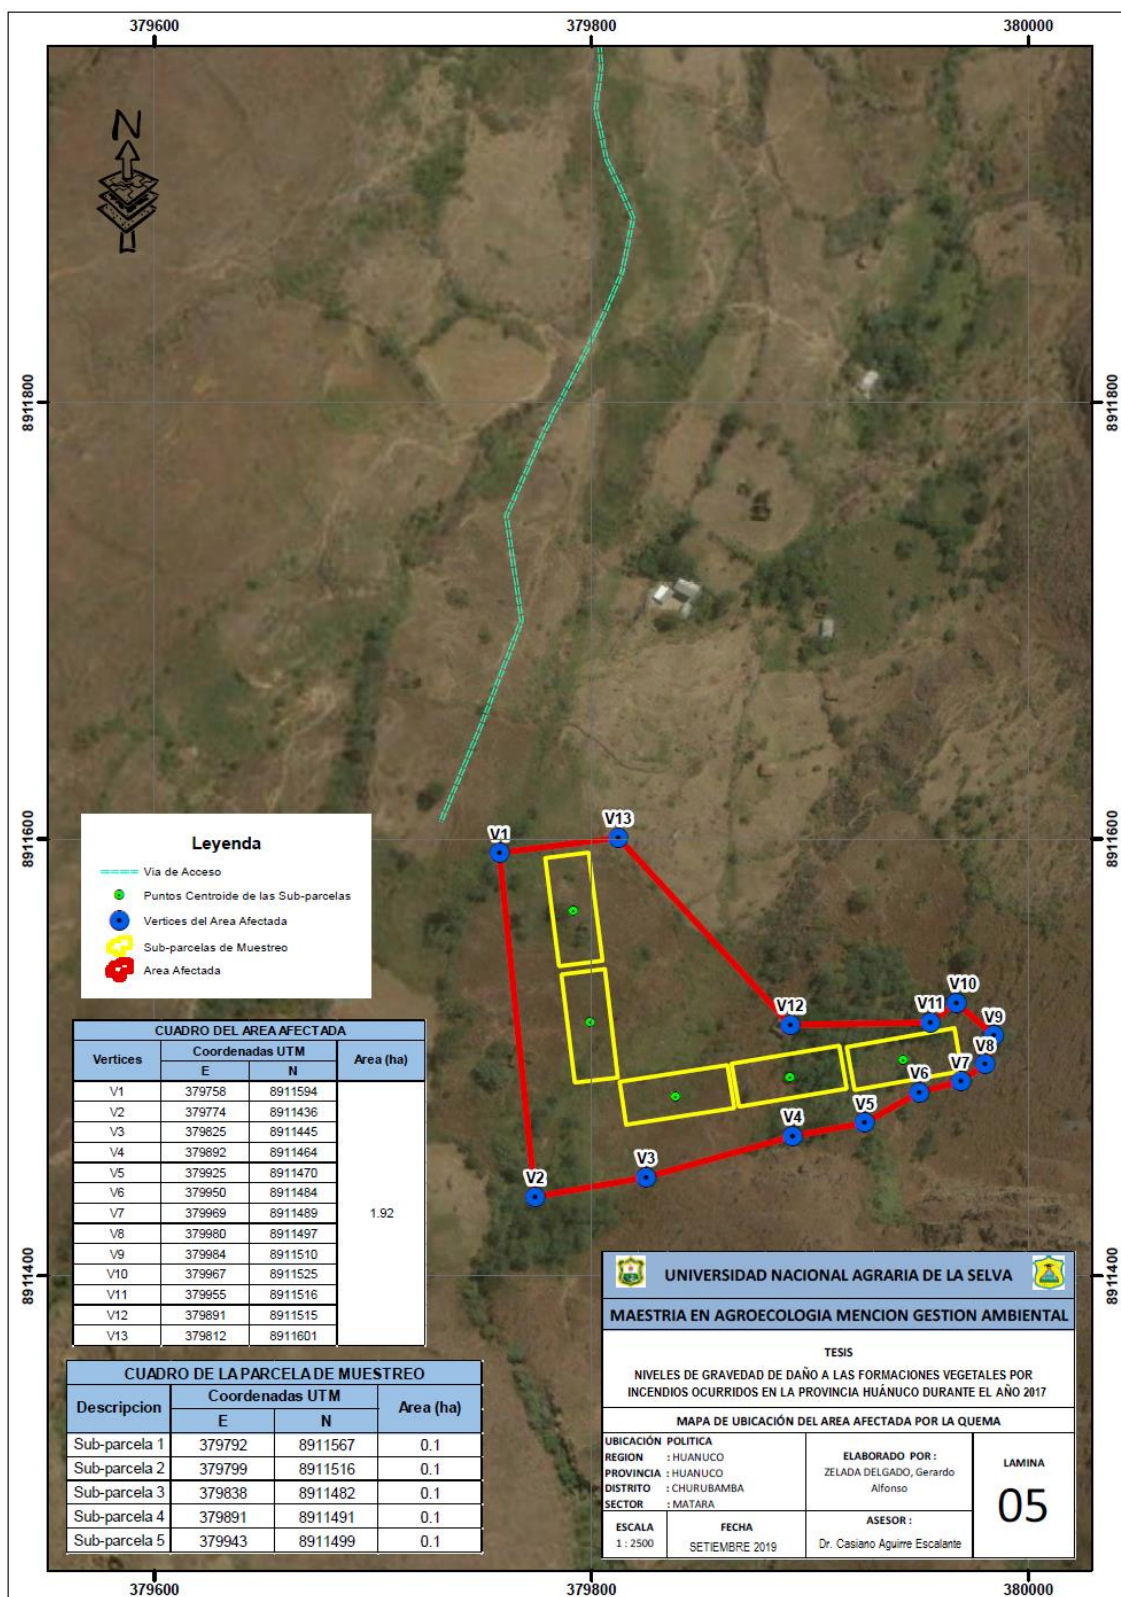 379600 379800 380000
N
8911800 8911800
8911600 8911600
8911400 8911400
V1
V13
V12
V11
V10
V9
V8
V7
V6
V5
V4
V3
V2
Leyenda
Via de Acceso
Puntos Centroide de las Sub-parcelas
Vertices del Area Afectada
Sub-parcelas de Muestreo
Area Afectada
CUADRO DEL AREA AFECTADA
Vertices Coordenadas UTM Area (ha)
E N
V1 379758 8911594
V2 379774 8911436
V3 379825 8911445
V4 379892 8911464
V5 379925 8911470
V6 379950 8911484
V7 379969 8911489 1.92
V8 379980 8911497
V9 379984 8911510
V10 379967 8911525
V11 379955 8911516
V12 379891 8911515
V13 379812 8911601
CUADRO DE LA PARCELA DE MUESTREO
Descripcion Coordenadas UTM Area (ha)
E N
Sub-parcela 1 379792 8911567 0.1
Sub-parcela 2 379799 8911516 0.1
Sub-parcela 3 379838 8911482 0.1
Sub-parcela 4 379891 8911491 0.1
Sub-parcela 5 379943 8911499 0.1
UNIVERSIDAD NACIONAL AGRARIA DE LA SELVA
MAESTRIA EN AGROECOLOGIA MENCION GESTION AMBIENTAL
TESIS
NIVELES DE GRAVEDAD DE DAÑO A LAS FORMACIONES VEGETALES POR
INCENDIOS OCURRIDOS EN LA PROVINCIA HUÁNUCO DURANTE EL AÑO 2017
MAPA DE UBICACIÓN DEL AREA AFECTADA POR LA QUEMA
UBICACIÓN POLITICA
REGION : HUANUCO
PROVINCIA : HUANUCO
DISTRITO : CHURUBAMBA
SECTOR : MATARA
ELABORADO POR :
ZELADA DELGADO, Gerardo
Alfonso
LAMINA
05
ESCALA
1 : 2500
FECHA
SETIEMBRE 2019
ASESOR :
Dr. Casiano Aguirre Escalante
379600 379800 380000